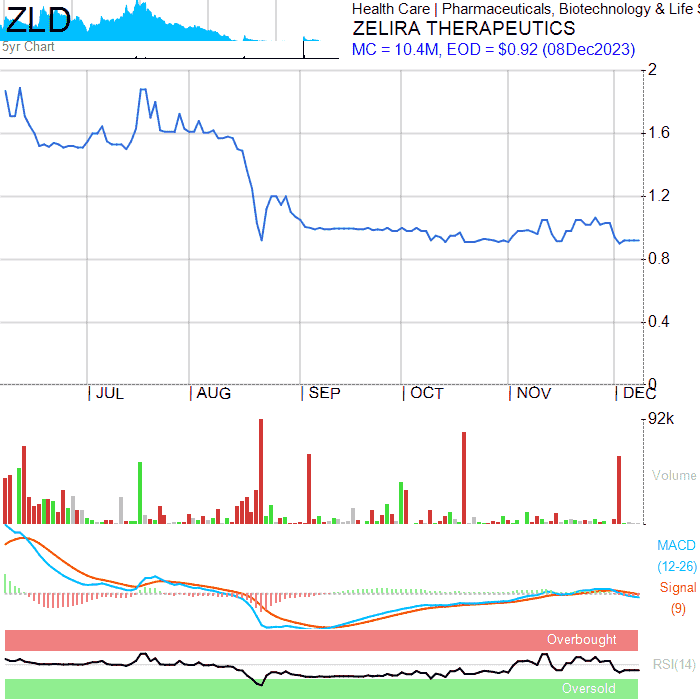 ZLD
5yr Chart
Health Care | Pharmaceuticals, Biotechnology & Life S
ZELIRA THERAPEUTICS
MC = 10.4M, EOD = $0.92 (08Dec2023)
2
1.6
1.2
0.8
0.4
0
JUL AUG SEP OCT NOV DEC
92k
Volume
MACD
(12-26)
Signal
(9)
Overbought
RSI(14)
Oversold